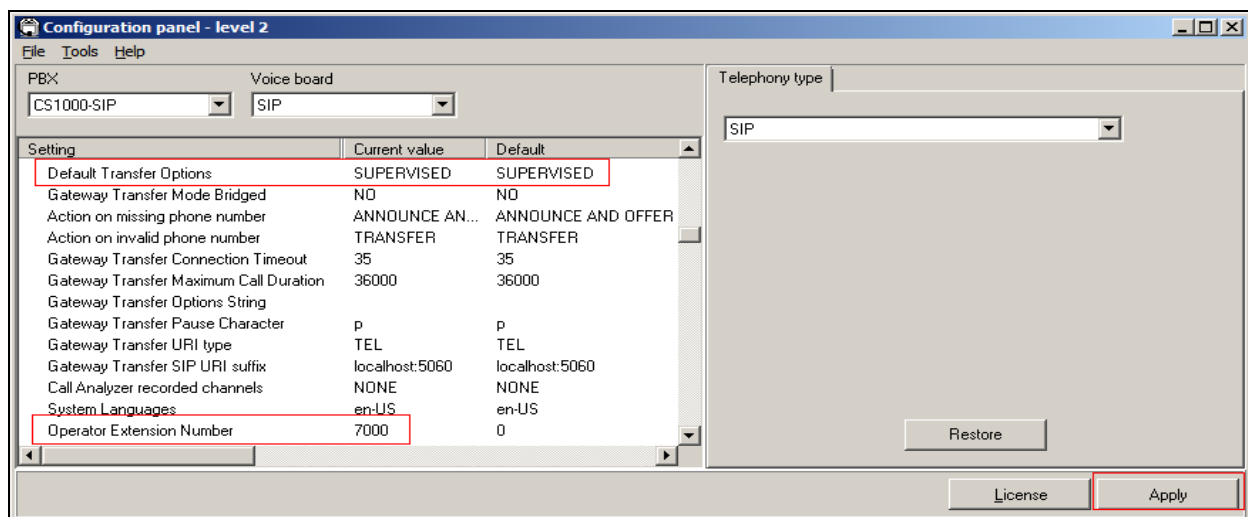 Configuration panel - level 2
File Tools Help
PBX Voice board
CS1000-SIP SIP
Telephony type
SIP
Setting Current value Default
Default Transfer Options SUPERVISED SUPERVISED
Gateway Transfer Mode Bridged NO NO
Action on missing phone number ANNOUNCE AN... ANNOUNCE AND OFFER
Action on invalid phone number TRANSFER TRANSFER
Gateway Transfer Connection Timeout 35 35
Gateway Transfer Maximum Call Duration 36000 36000
Gateway Transfer Options String
Gateway Transfer Pause Character p p
Gateway Transfer URI type TEL TEL
Gateway Transfer SIP URI suffix localhost:5060 localhost:5060
Call Analyzer recorded channels NONE NONE
System Languages en-US en-US
Operator Extension Number 7000 0
Restore
License Apply